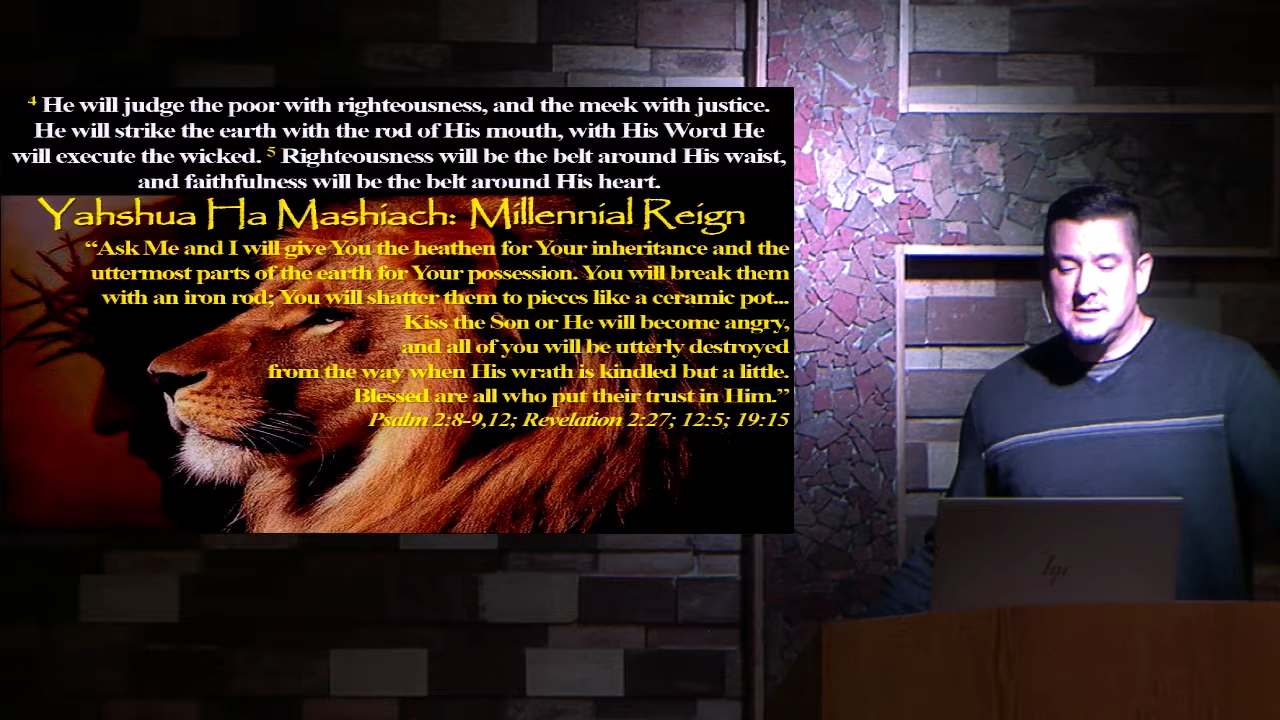 4 He will judge the poor with righteousness, and the meek with justice.
He will strike the earth with the rod of His mouth, with His Word He
will execute the wicked. 5 Righteousness will be the belt around His waist,
and faithfulness will be the belt around His heart.
Yahshua Ha Mashiach: Millennial Reign
“Ask Me and I will give You the heathen for Your inheritance and the
uttermost parts of the earth for Your possession. You will break them
with an iron rod; You will shatter them to pieces like a ceramic pot...
Kiss the Son or He will become angry,
and all of you will be utterly destroyed
from the way when His wrath is kindled but a little.
Blessed are all who put their trust in Him.”
Psalm 2:8-9,12; Revelation 2:27; 12:5; 19:15
hp